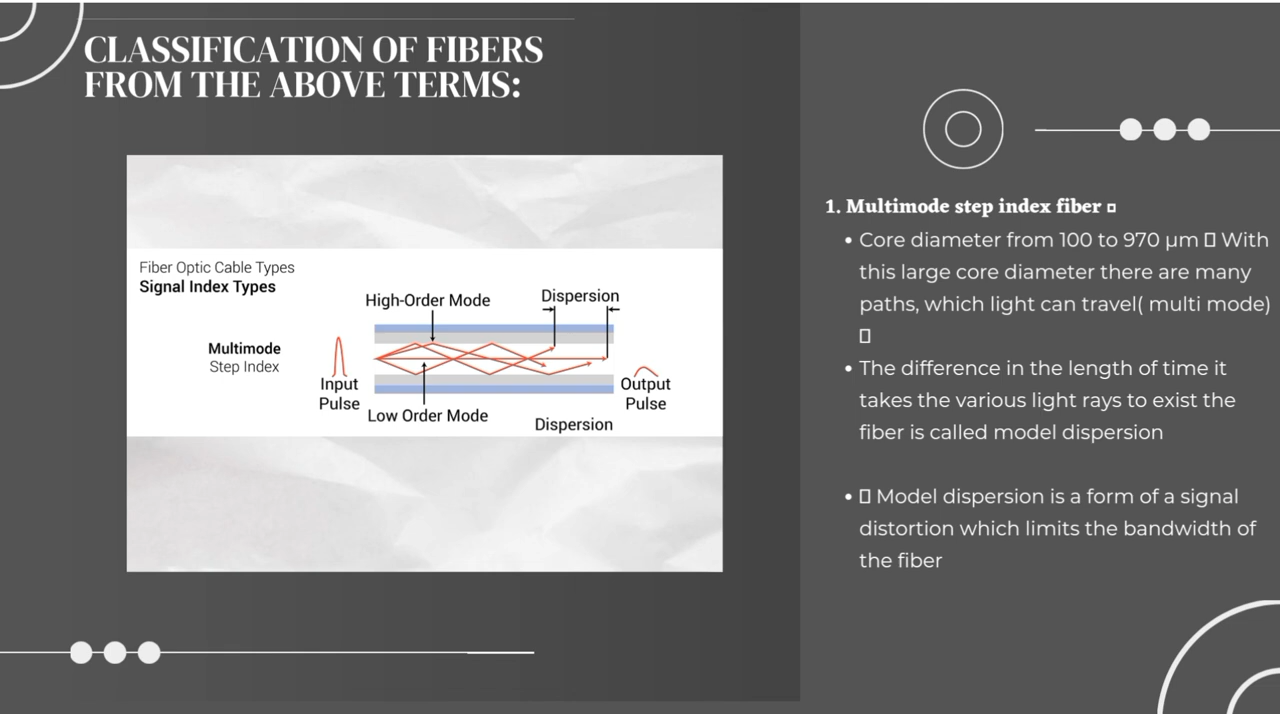 CLASSIFICATION OF FIBERS
FROM THE ABOVE TERMS:
Fiber Optic Cable Types
Signal Index Types
High-Order Mode
Dispersion
Multimode
Step Index
Input
Pulse
Output
Pulse
Low Order Mode
Dispersion
1. Multimode step index fiber
• Core diameter from 100 to 970 µm With
this large core diameter there are many
paths, which light can travel( multi mode)
• The difference in the length of time it
takes the various light rays to exist the
fiber is called model dispersion
• Model dispersion is a form of a signal
distortion which limits the bandwidth of
the fiber